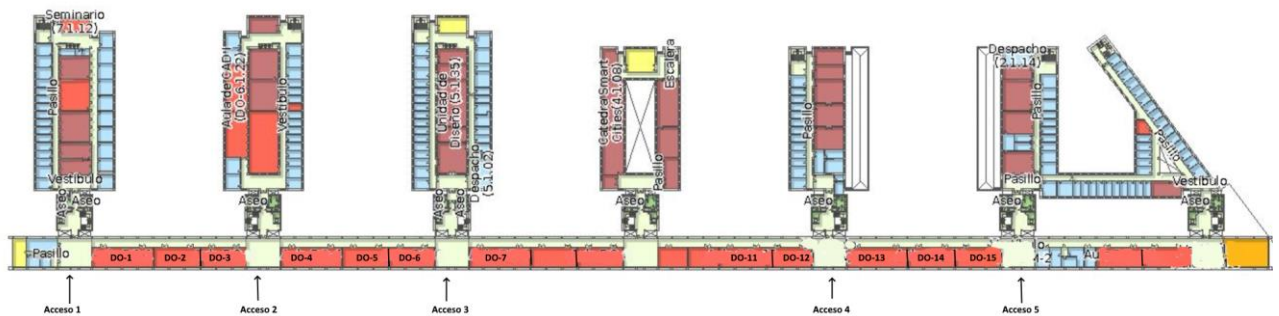 Seminario
(7.1.12)
Pasillo
Vestíbulo
Aseo
Aseo
Aula de CAD I
(DO-6.1.22)
Vestíbulo
Aseo
Unidad de
Diseño (5.1.35)
Despacho
(5.1.02)
Aseo
Aseo
Catedra Smart
Cities (4.1.08)
Escalera
Pasillo
Aseo
Pasillo
Aseo
Despacho
(2.1.14)
Pasillo
Pasillo
Aseo
Pasillo
Vestíbulo
Aseo
Pasillo
DO-1
DO-2
DO-3
DO-4
DO-5
DO-6
DO-7
DO-11
DO-12
DO-13
DO-14
DO-15
Acceso 1
Acceso 2
Acceso 3
Acceso 4
Acceso 5